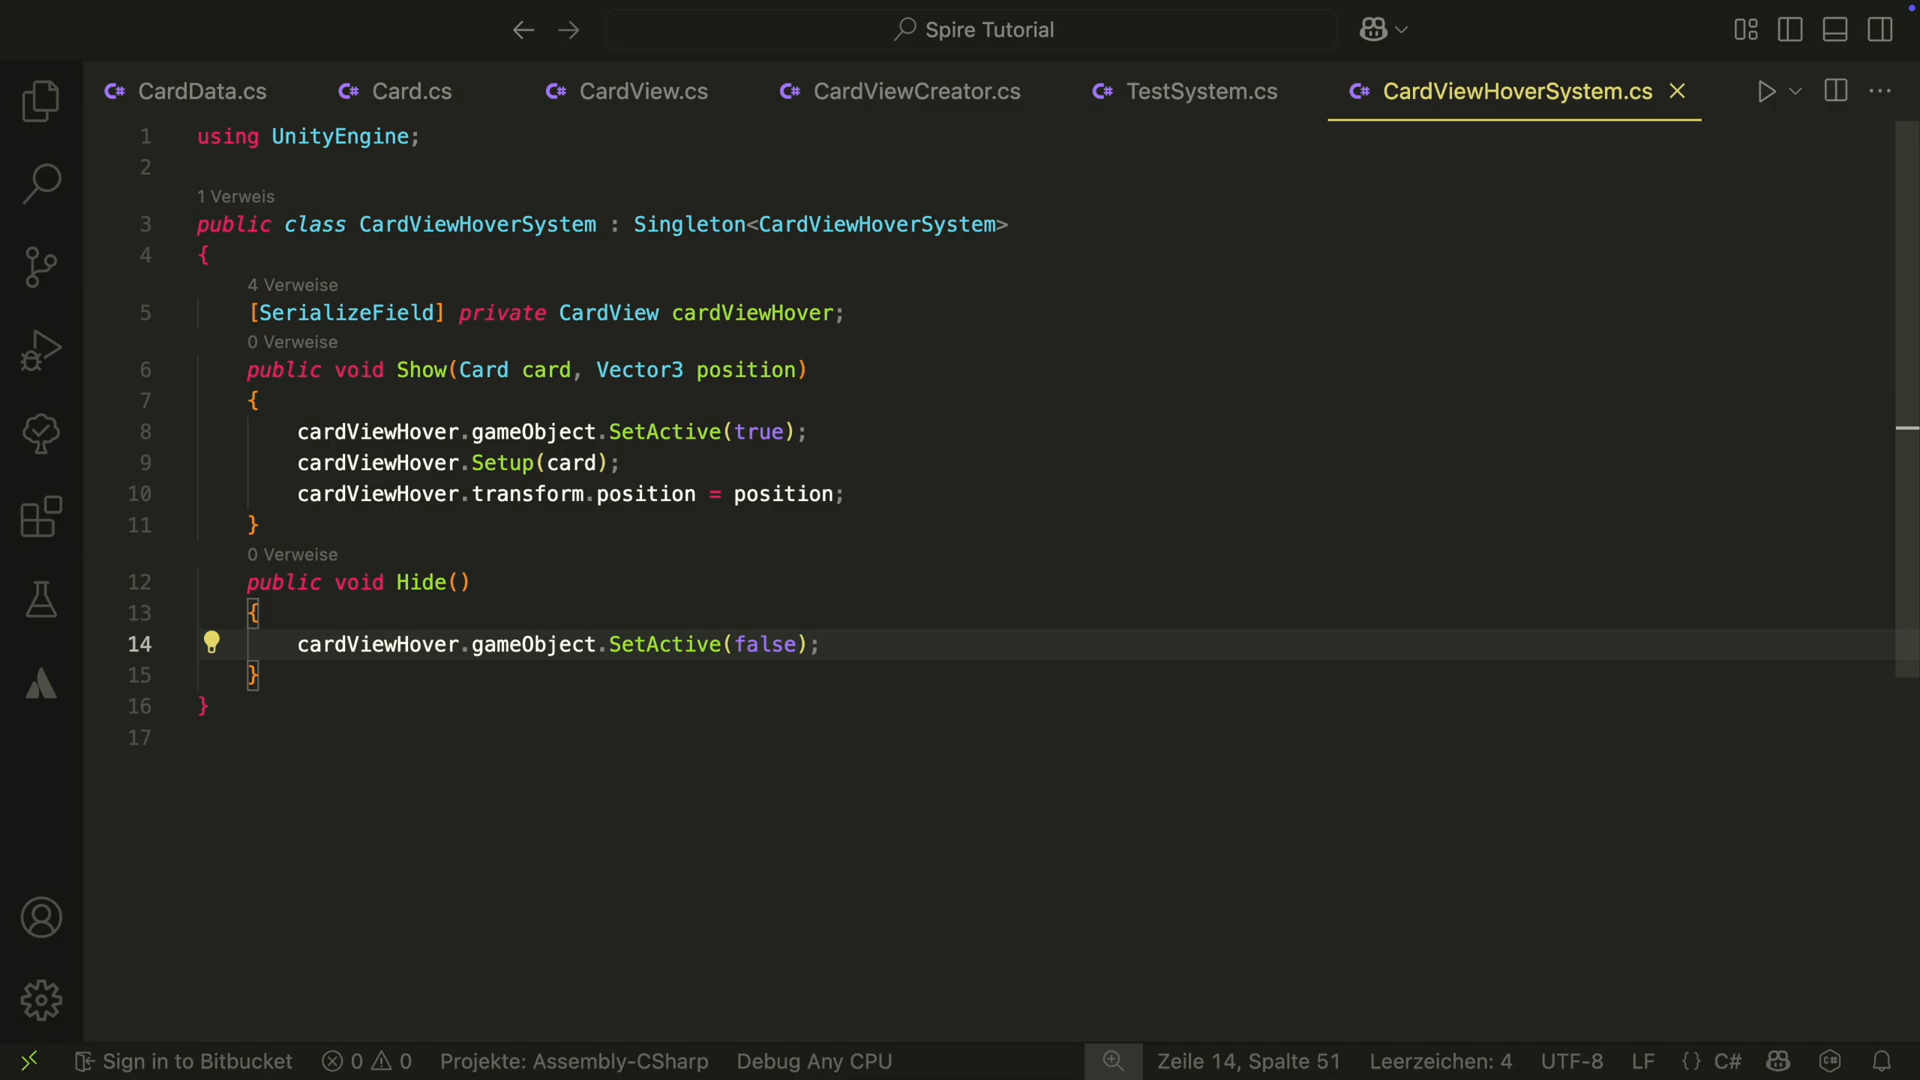 Spire Tutorial
C# CardData.cs C# Card.cs C# CardView.cs C# CardViewCreator.cs C# TestSystem.cs C# CardViewHoverSystem.cs
1 using UnityEngine;
2
1 Verweis
3 public class CardViewHoverSystem : Singleton<CardViewHoverSystem>
4 {
4 Verweise
5 [SerializeField] private CardView cardViewHover;
0 Verweise
6 public void Show(Card card, Vector3 position)
7 {
8 cardViewHover.gameObject.SetActive(true);
9 cardViewHover.Setup(card);
10 cardViewHover.transform.position = position;
11 }
0 Verweise
12 public void Hide()
13 {
14 cardViewHover.gameObject.SetActive(false);
15 }
16 }
17
Sign in to Bitbucket 0 0 Projekte: Assembly-CSharp Debug Any CPU Zeile 14, Spalte 51 Leerzeichen: 4 UTF-8 LF {} C#